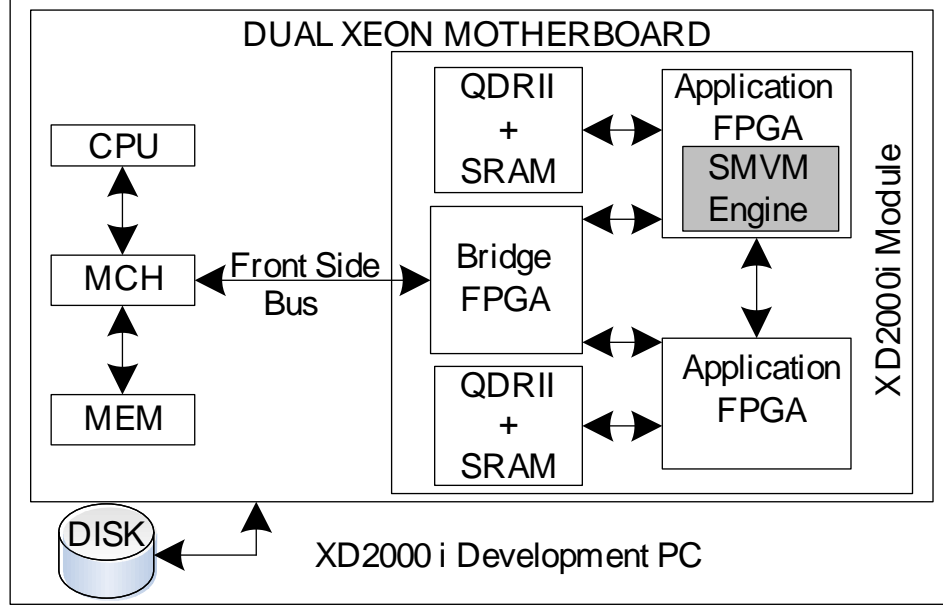 DUAL XEON MOTHERBOARD
CPU
MCH
MEM
Front Side
Bus
QDRII
+
SRAM
Bridge
FPGA
QDRII
+
SRAM
Application
FPGA
SMVM
Engine
Application
FPGA
XD2000i Module
DISK
XD2000 i Development PC